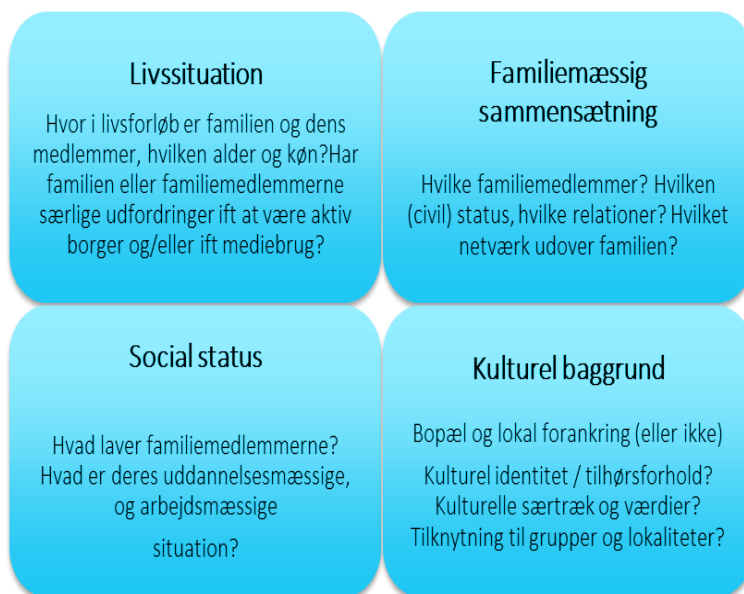 Livssituation
Hvor i livsforløb er familien og dens
medlemmer, hvilken alder og køn?Har
familien eller familiemedlemmerne
særlige udfordringer ift at være aktiv
borger og/eller ift mediebrug?
Familiemæssig
sammensætning
Hvilke familiemedlemmer? Hvilken
(civil) status, hvilke relationer? Hvilket
netværk udover familien?
Social status
Hvad laver familiemedlemmerne?
Hvad er deres uddannelsesmæssige,
og arbejdsmæssige
situation?
Kulturel baggrund
Bopæl og lokal forankring (eller ikke)
Kulturel identitet / tilhørsforhold?
Kulturelle særtræk og værdier?
Tilknytning til grupper og lokaliteter?